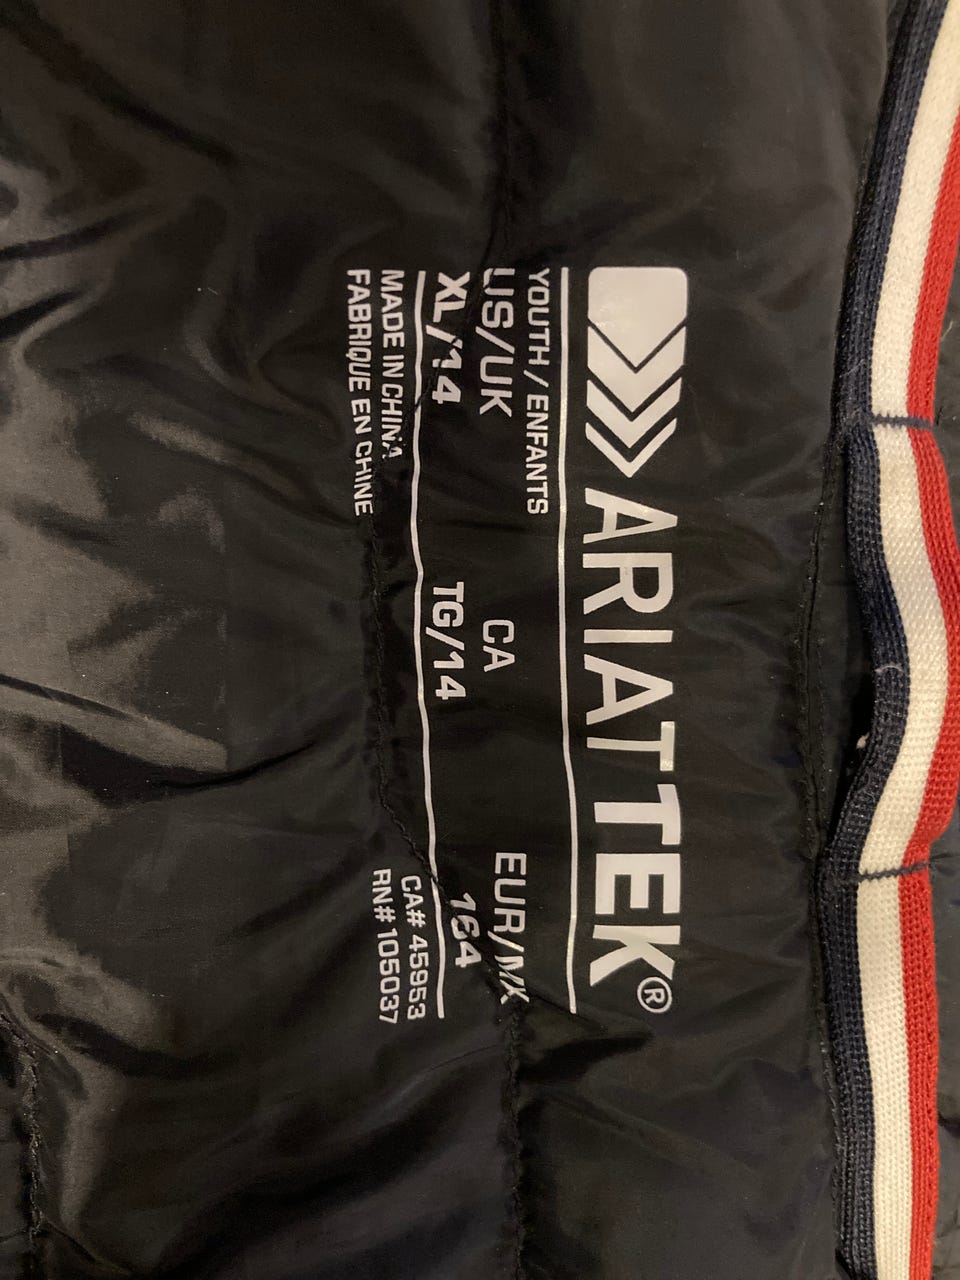 ARIATTEK®
YOUTH / ENFANTS
US/UK CA EUR/MX
XL/14 TG/14 164
MADE IN CHINA CA# 45953
FABRIQUE EN CHINE RN# 105037